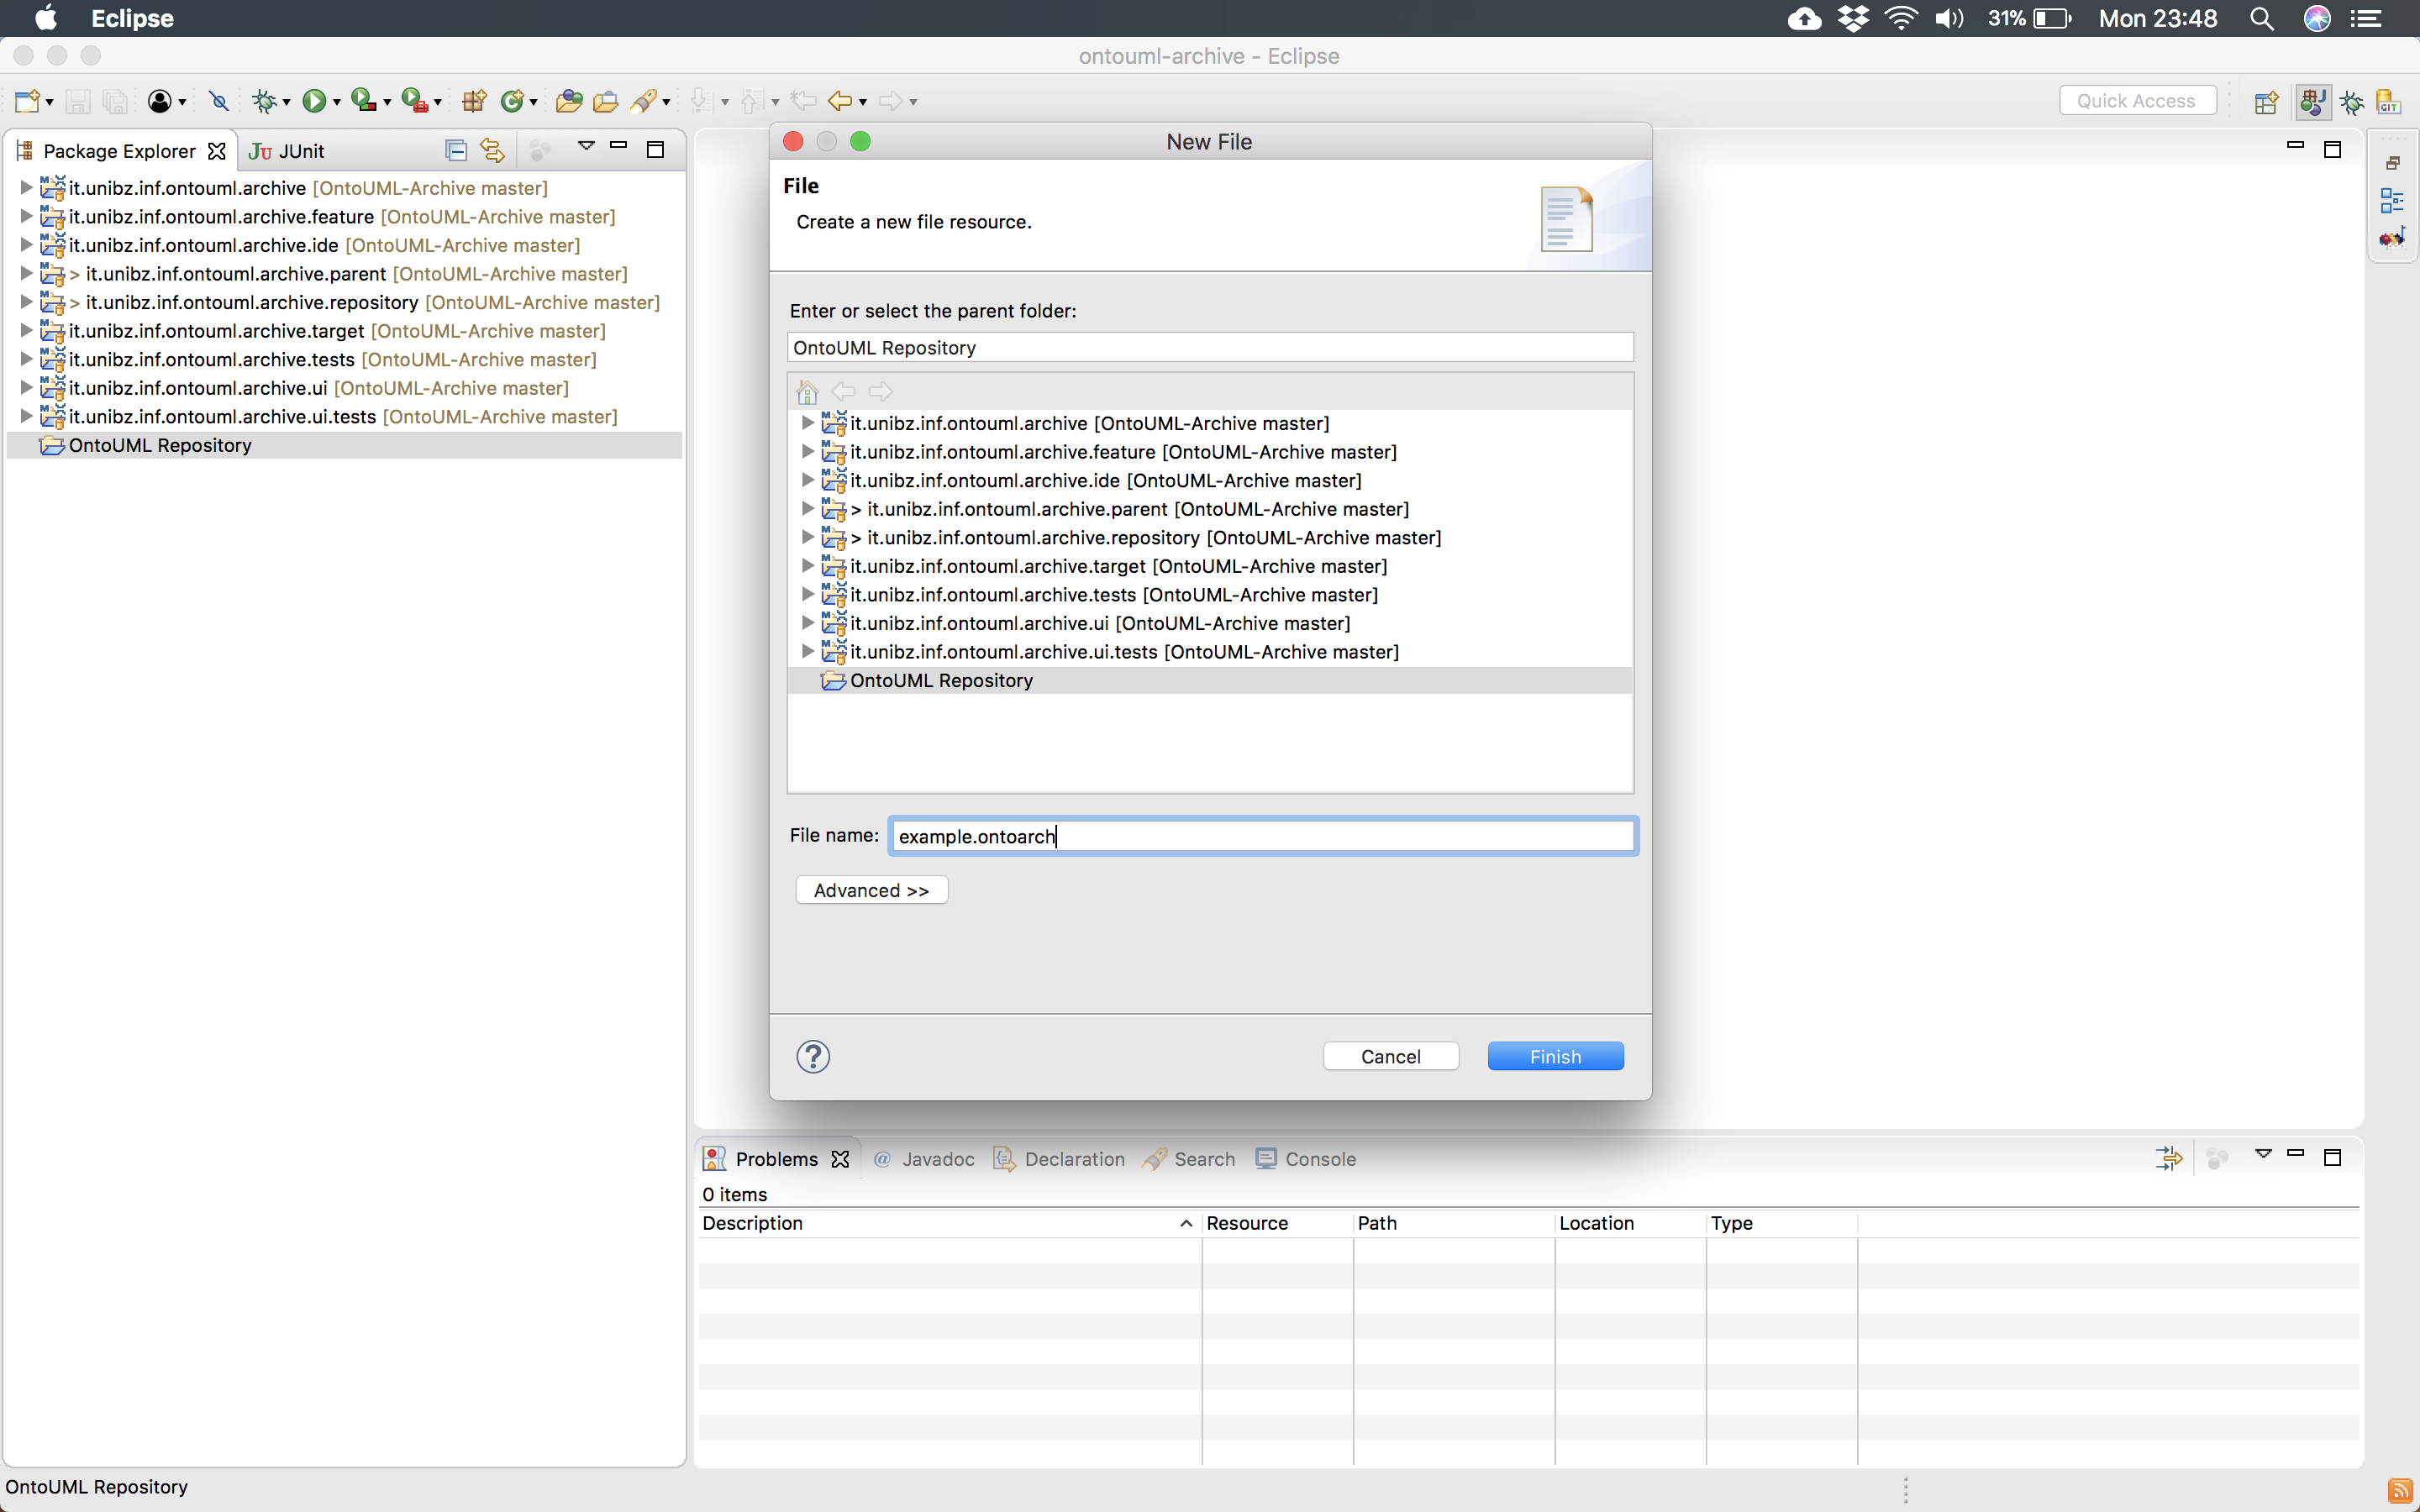 Eclipse
31%
Mon 23:48
ontouml-archive - Eclipse
Quick Access
GIT
Package Explorer
JU JUnit
it.unibz.inf.ontouml.archive [OntoUML-Archive master]
it.unibz.inf.ontouml.archive.feature [OntoUML-Archive master]
it.unibz.inf.ontouml.archive.ide [OntoUML-Archive master]
> it.unibz.inf.ontouml.archive.parent [OntoUML-Archive master]
> it.unibz.inf.ontouml.archive.repository [OntoUML-Archive master]
it.unibz.inf.ontouml.archive.target [OntoUML-Archive master]
it.unibz.inf.ontouml.archive.tests [OntoUML-Archive master]
it.unibz.inf.ontouml.archive.ui [OntoUML-Archive master]
it.unibz.inf.ontouml.archive.ui.tests [OntoUML-Archive master]
OntoUML Repository
New File
File
Create a new file resource.
Enter or select the parent folder:
OntoUML Repository
it.unibz.inf.ontouml.archive [OntoUML-Archive master]
it.unibz.inf.ontouml.archive.feature [OntoUML-Archive master]
it.unibz.inf.ontouml.archive.ide [OntoUML-Archive master]
> it.unibz.inf.ontouml.archive.parent [OntoUML-Archive master]
> it.unibz.inf.ontouml.archive.repository [OntoUML-Archive master]
it.unibz.inf.ontouml.archive.target [OntoUML-Archive master]
it.unibz.inf.ontouml.archive.tests [OntoUML-Archive master]
it.unibz.inf.ontouml.archive.ui [OntoUML-Archive master]
it.unibz.inf.ontouml.archive.ui.tests [OntoUML-Archive master]
OntoUML Repository
File name: example.ontoarch
Advanced >>
?
Cancel
Finish
Problems
@ Javadoc
Declaration
Search
Console
0 items
Description
Resource
Path
Location
Type
OntoUML Repository